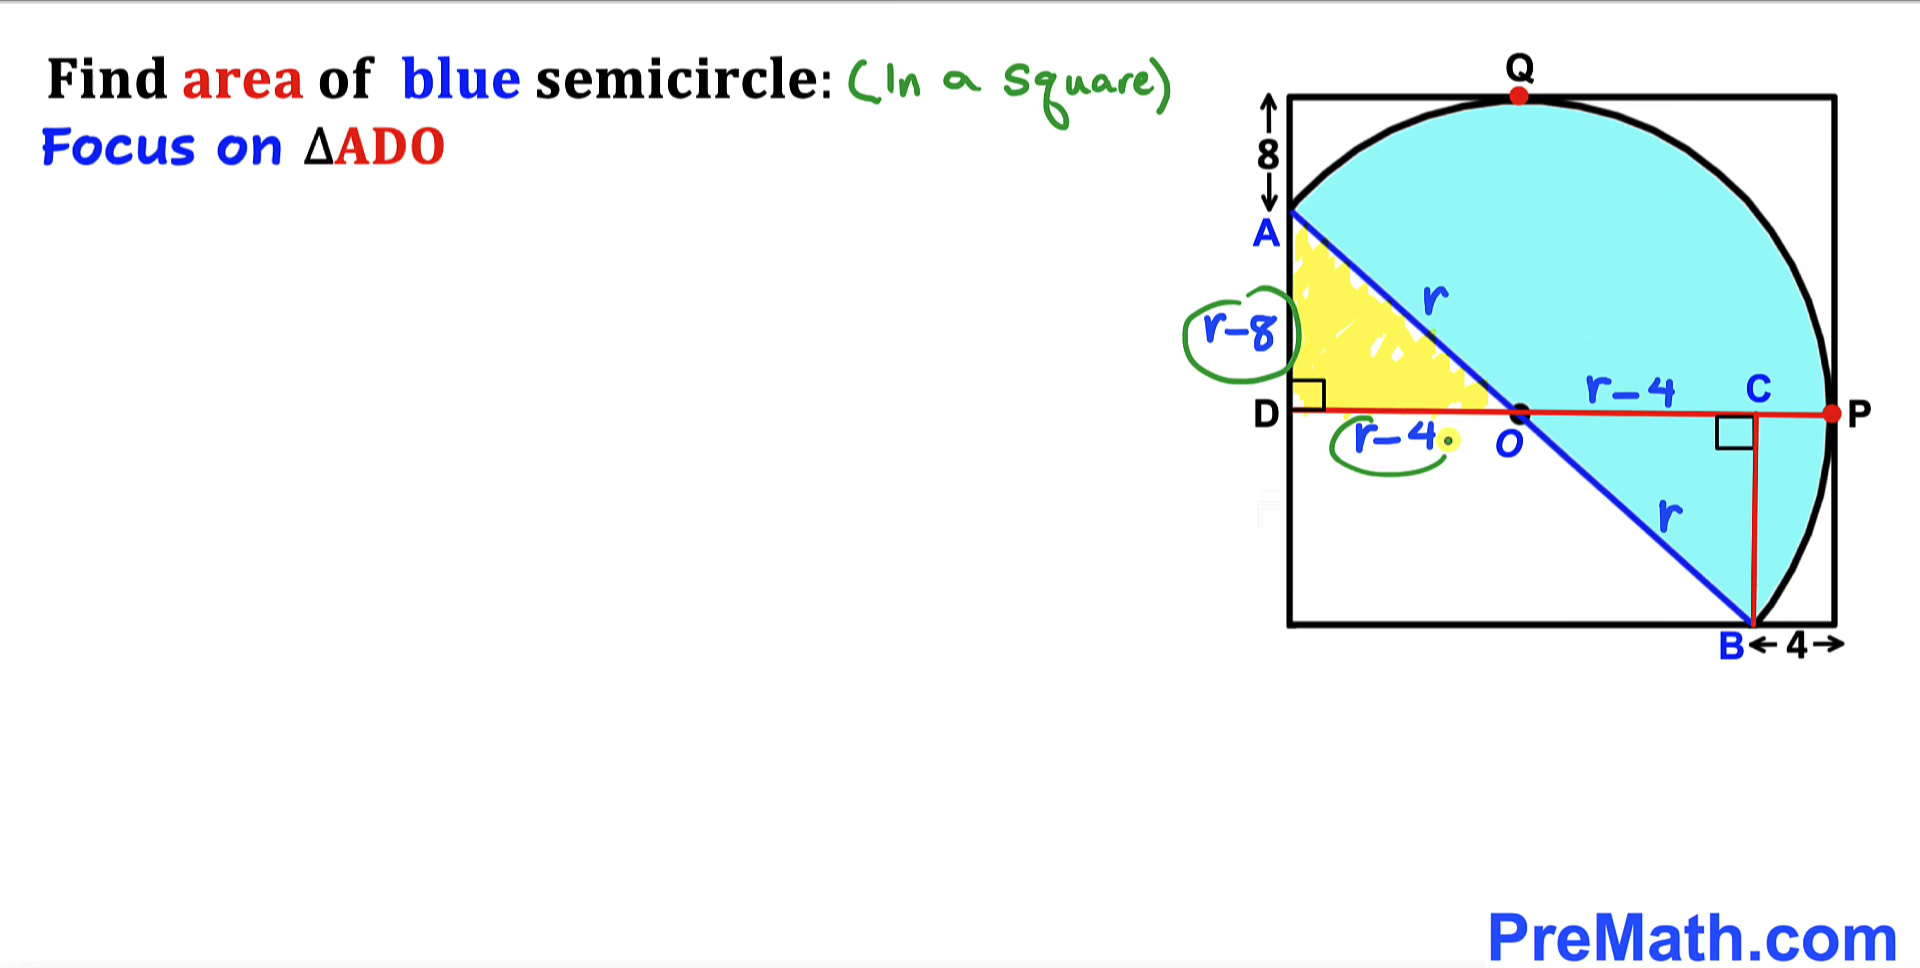 Find area of blue semicircle: (In a square)
Focus on ΔADO
Q
8
A
r
r-8
r-4
C
D
P
r-4
O
r
B 4
PreMath.com